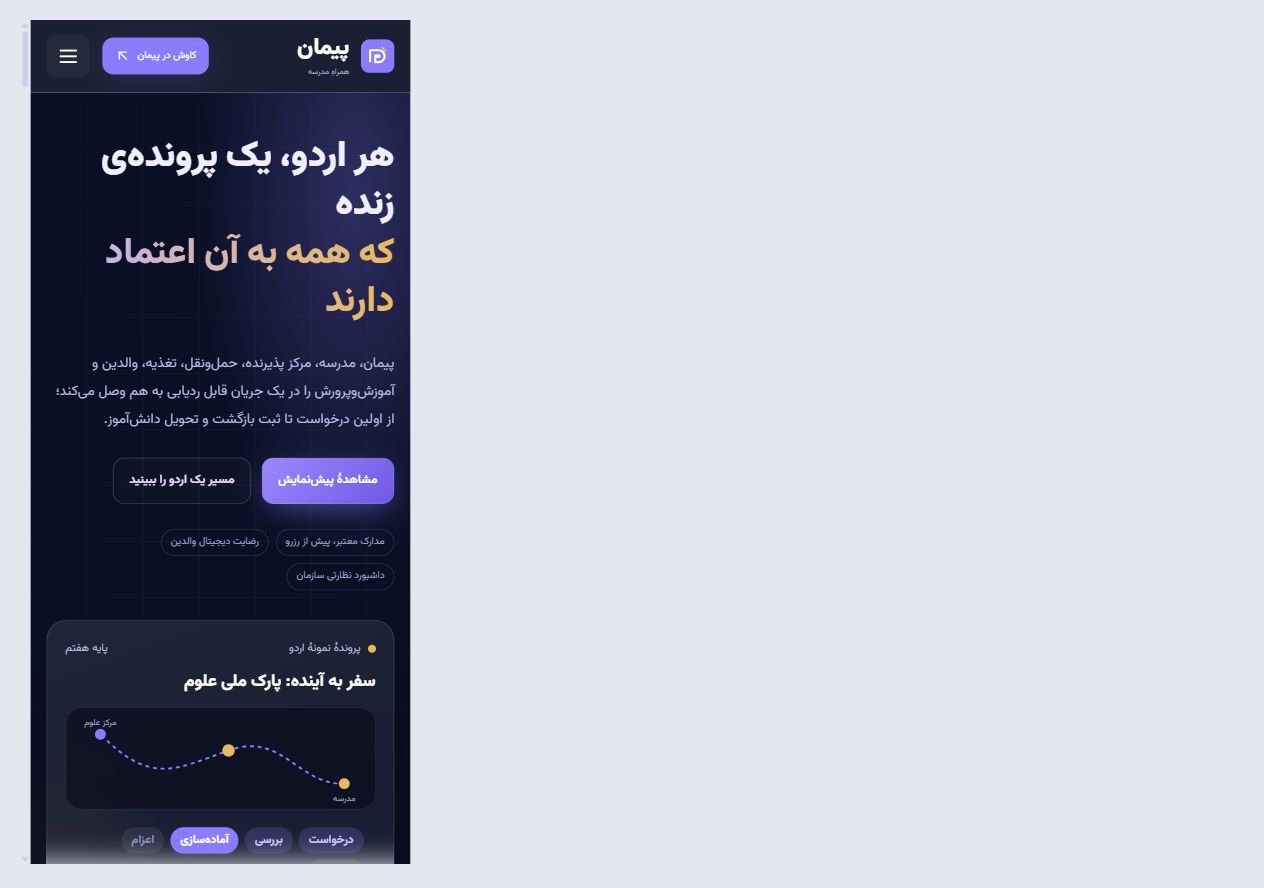 پیمان
همراه مدرسه
کاوش در پیمان
هر اردو، یک پرونده‌ی
زنده
که همه به آن اعتماد
دارند
پیمان، مدرسه، مرکز پذیرنده، حمل‌ونقل، تغذیه، والدین و
آموزش‌وپرورش را در یک جریان قابل ردیابی به هم وصل می‌کند؛
از اولین درخواست تا ثبت بازگشت و تحویل دانش‌آموز.
مشاهدهٔ پیش‌نمایش
مسیر یک اردو را ببینید
مدارک معتبر، پیش از رزرو
رضایت دیجیتال والدین
داشبورد نظارتی سازمان
پروندهٔ نمونهٔ اردو
پایه هفتم
سفر به آینده: پارک ملی علوم
مرکز علوم
مدرسه
درخواست
بررسی
آماده‌سازی
اعزام